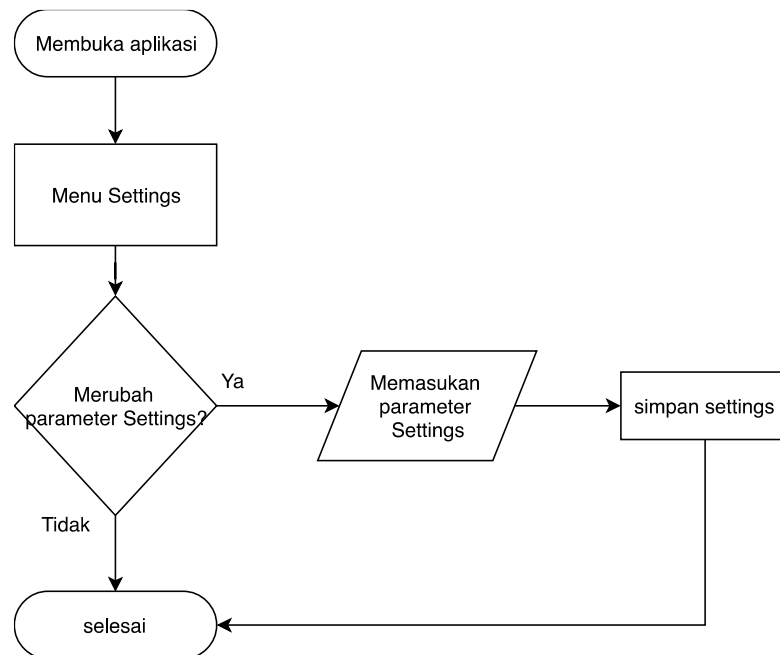 Membuka aplikasi
Menu Settings
Merubah
parameter Settings?
Ya
Memasukan
parameter
Settings
simpan settings
Tidak
selesai